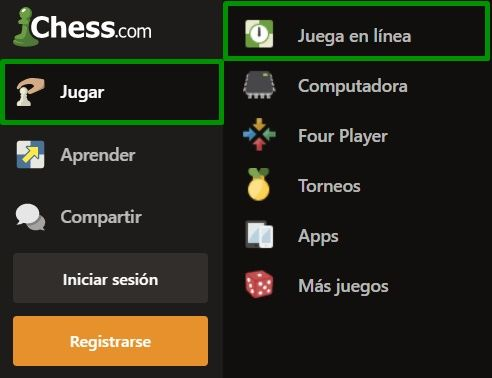 Chess.com
Jugar
Aprender
Compartir
Iniciar sesión
Registrarse
Juega en línea
Computadora
Four Player
Torneos
Apps
Más juegos